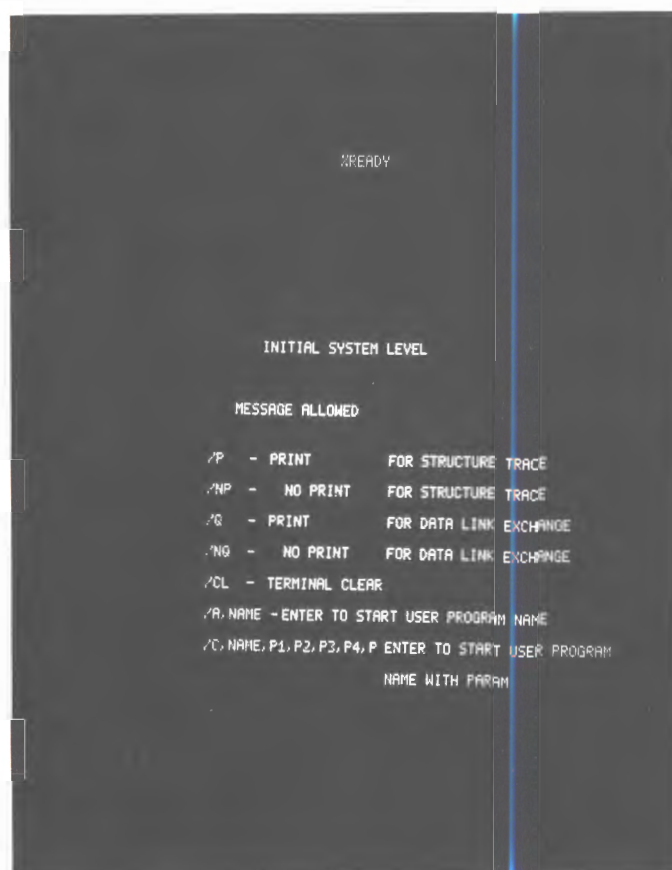 %READY
INITIAL SYSTEM LEVEL
MESSAGE ALLOWED
/P - PRINT FOR STRUCTURE TRACE
/NP - NO PRINT FOR STRUCTURE TRACE
/Q - PRINT FOR DATA LINK EXCHANGE
/NQ - NO PRINT FOR DATA LINK EXCHANGE
/CL - TERMINAL CLEAR
/A,NAME - ENTER TO START USER PROGRAM NAME
/C,NAME,P1,P2,P3,P4,P ENTER TO START USER PROGRAM
NAME WITH PARAM